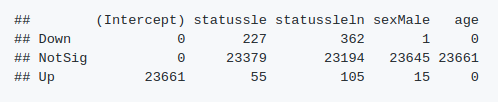 ##        (Intercept) statussle statussleln sexMale   age
## Down             0       227         362       1     0
## NotSig           0     23379       23194   23645 23661
## Up           23661        55         105      15     0